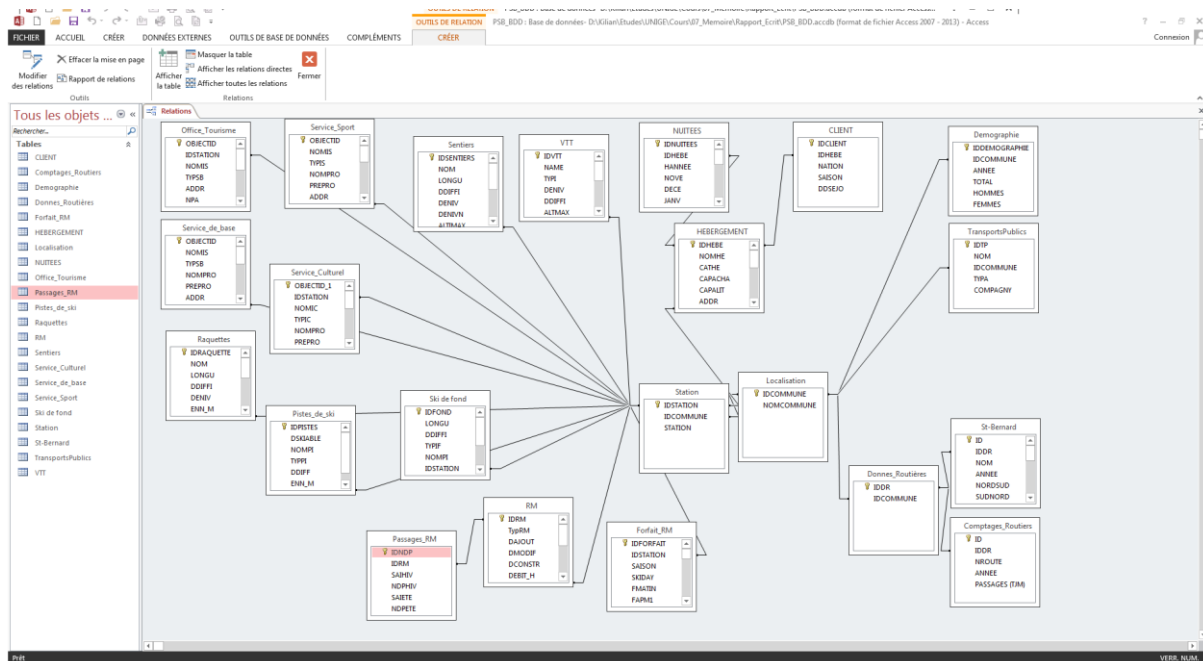 OUTILS DE RELATION PSB_BDD : Base de données- D:\Kilian\Etudes\UNIGE\Cours\07_Memoire\Rapport_Ecrit\PSB_BDD.accdb (format de fichier Access 2007 - 2013) - Access
FICHIER ACCUEIL CRÉER DONNÉES EXTERNES OUTILS DE BASE DE DONNÉES COMPLÉMENTS CRÉER Connexion
Modifier des relations
Effacer la mise en page
Rapport de relations
Outils
Afficher la table
Masquer la table
Afficher les relations directes
Afficher toutes les relations
Fermer
Relations
Tous les objets ...
Rechercher...
Tables
CLIENT
Comptages_Routiers
Demographie
Donnes_Routières
Forfait_RM
HEBERGEMENT
Localisation
NUITEES
Office_Tourisme
Passages_RM
Pistes_de_ski
Raquettes
RM
Sentiers
Service_Culturel
Service_de_base
Service_Sport
Ski de fond
Station
St-Bernard
TransportsPublics
VTT
Relations
Office_Tourisme
OBJECTID
IDSTATION
NOMIS
TYPSB
ADDR
NPA
Service_Sport
OBJECTID
NOMIS
TYPIS
NOMPRO
PREPRO
ADDR
Sentiers
IDSENTIERS
NOM
LONGU
DDIFFI
DENIV
DENIVN
ALTMAX
VTT
IDVTT
NAME
TYPI
DENIV
DDIFFI
ALTMAX
NUITEES
IDNUITEES
IDHEBE
HANNEE
NOVE
DECE
JANV
CLIENT
IDCLIENT
IDHEBE
NATION
SAISON
DDSEJO
Demographie
IDDEMOGRAPHIE
IDCOMMUNE
ANNEE
TOTAL
HOMMES
FEMMES
Service_de_base
OBJECTID
NOMIS
TYPSB
NOMPRO
PREPRO
ADDR
Service_Culturel
OBJECTID_1
IDSTATION
NOMIC
TYPIC
NOMPRO
PREPRO
HEBERGEMENT
IDHEBE
NOMHE
CATHE
CAPACHA
CAPALIT
ADDR
TransportsPublics
IDTP
NOM
IDCOMMUNE
TYPA
COMPAGNY
Raquettes
IDRAQUETTE
NOM
LONGU
DDIFFI
DENIV
ENN_M
Pistes_de_ski
IDPISTES
DSKIABLE
NOMPI
TYPPI
DDIFF
ENN_M
Ski de fond
IDFOND
LONGU
DDIFFI
TYPIF
NOMPI
IDSTATION
Station
IDSTATION
IDCOMMUNE
STATION
Localisation
IDCOMMUNE
NOMCOMMUNE
St-Bernard
ID
IDDR
NOM
ANNEE
NORDSUD
SUDNORD
Donnes_Routières
IDDR
IDCOMMUNE
Passages_RM
IDNDP
IDRM
SAIHIV
NDPHIV
SAIETE
NDPETE
RM
IDRM
TypRM
DAJOUT
DMODIF
DCONSTR
DEBIT_H
Forfait_RM
IDFORFAIT
IDSTATION
SAISON
SKIDAY
FMATIN
FAPM1
Comptages_Routiers
ID
IDDR
NROUTE
ANNEE
PASSAGES (TJM)
Prêt
VERR. NUM.